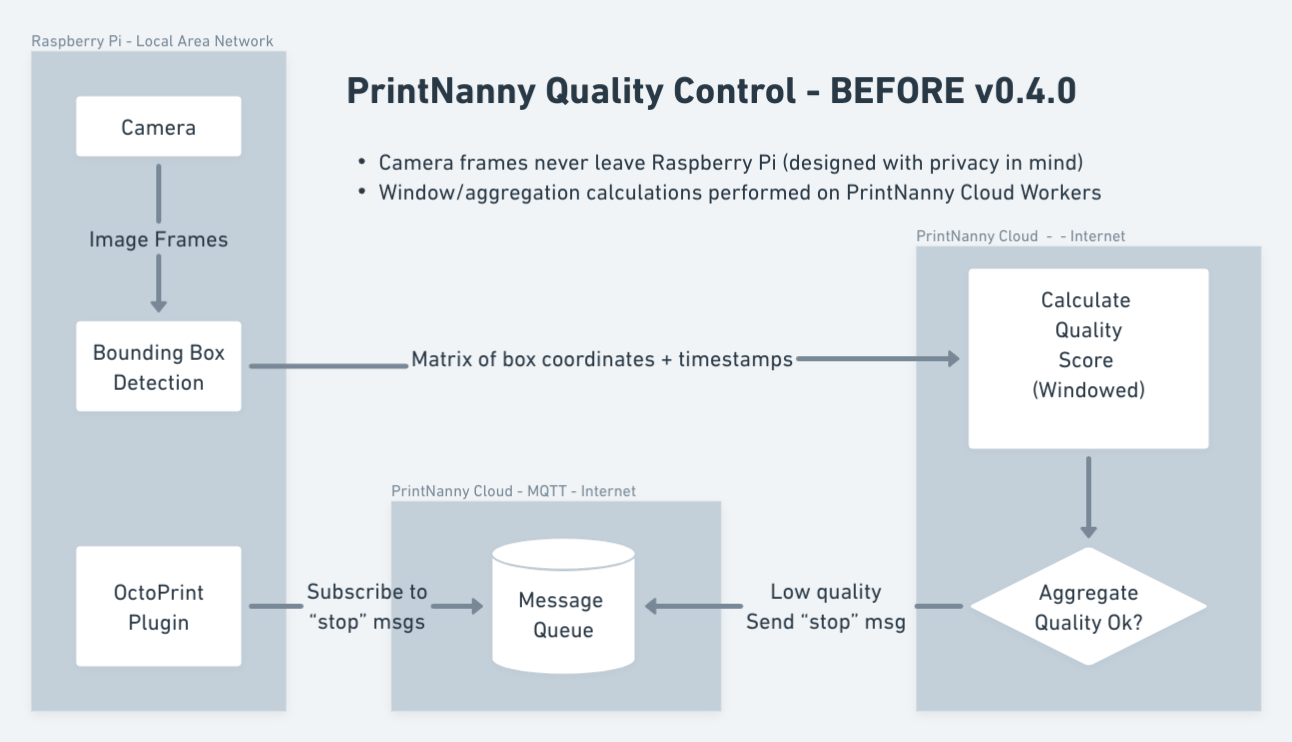 Raspberry Pi - Local Area Network
PrintNanny Quality Control - BEFORE v0.4.0
Camera
• Camera frames never leave Raspberry Pi (designed with privacy in mind)
• Window/aggregation calculations performed on PrintNanny Cloud Workers
Image Frames
PrintNanny Cloud - - Internet
Calculate
Quality
Score
(Windowed)
Bounding Box
Detection
Matrix of box coordinates + timestamps
PrintNanny Cloud - MQTT - Internet
OctoPrint
Plugin
Subscribe to
“stop” msgs
Message
Queue
Low quality
Send “stop” msg
Aggregate
Quality Ok?